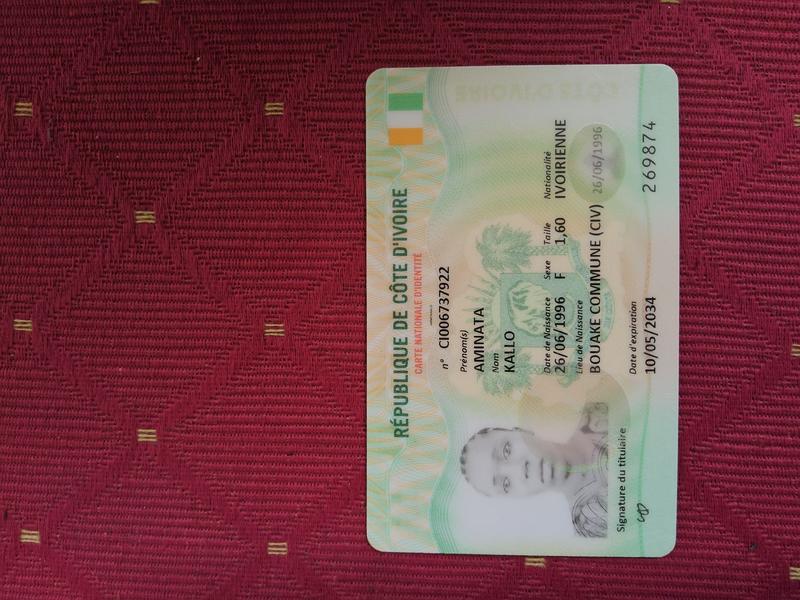 CÔTE D'IVOIRE
RÉPUBLIQUE DE CÔTE D'IVOIRE
CARTE NATIONALE D'IDENTITÉ
n° CI006737922
Prénom(s)
AMINATA
Nom
KALLO
Date de Naissance Sexe Taille Nationalité
26/06/1996 F 1,60 IVOIRIENNE
Lieu de Naissance
BOUAKE COMMUNE (CIV) 26/06/1996
Signature du titulaire Date d'expiration
10/05/2034 269874